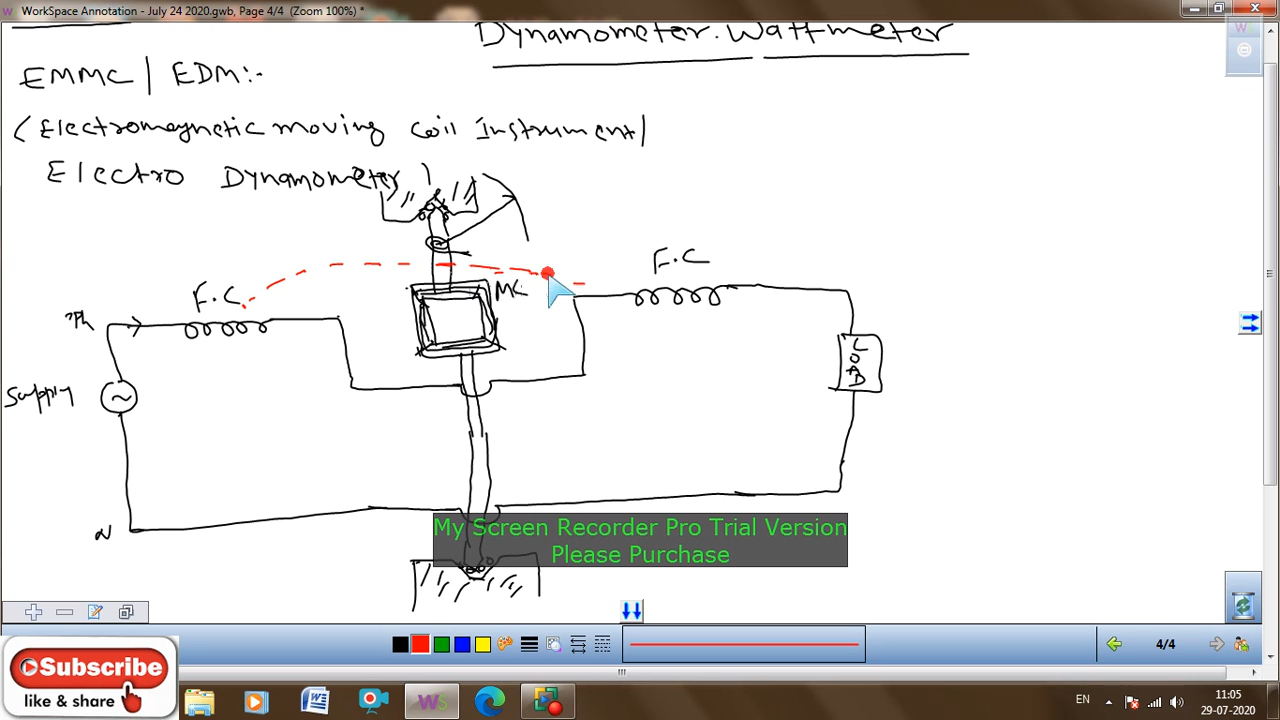 WorkSpace Annotation - July 24 2020.gwb, Page 4/4 (Zoom 100%) *
Dynamometer.Wattmeter
EMMC | EDM:-
(Electromagnetic moving Coil Instrument |
Electro Dynamometer)
F.C
F.C
MC
Ph
Supply
LOAD
N
My Screen Recorder Pro Trial Version
Please Purchase
4/4
Subscribe
like & share
EN
11:05
29-07-2020